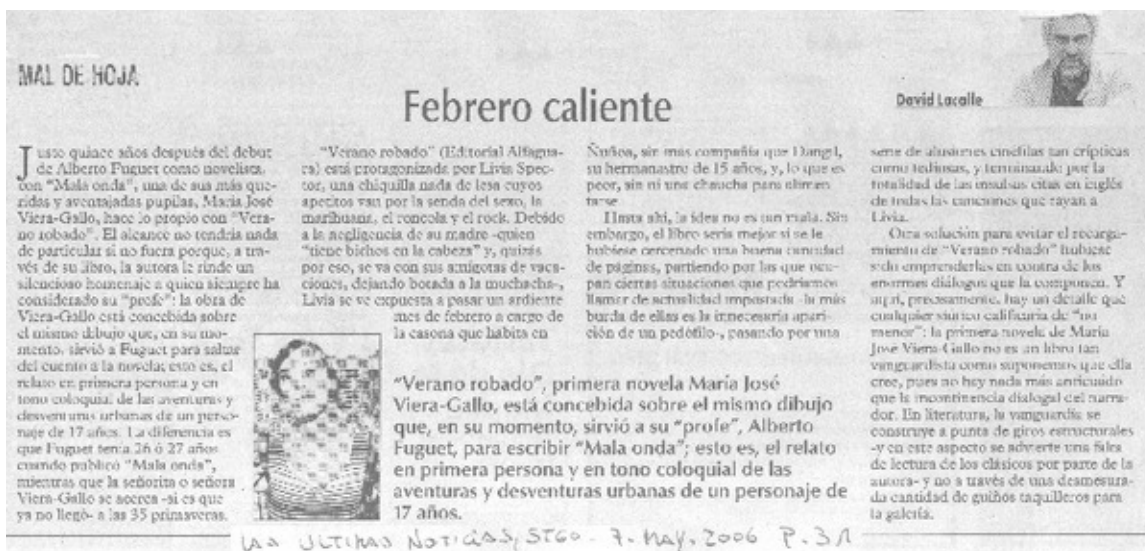 MAL DE HOJA
Febrero caliente
David Lacalle
Justo quince años después del debut
de Alberto Fuguet como novelista,
con "Mala onda", una de sus más que-
ridas y aventajadas pupilas, María José
Viera-Gallo, hace lo propio con "Vera-
no robado". El alcance no tendría nada
de particular si no fuera porque, a tra-
vés de su libro, la autora le rinde un
silencioso homenaje a quien siempre ha
considerado su "profe": la obra de
Viera-Gallo está concebida sobre
el mismo dibujo que, en su mo-
mento, sirvió a Fuguet para saltar
del cuento a la novela; esto es, el
relato en primera persona y en
tono coloquial de las aventuras y
desventuras urbanas de un perso-
naje de 17 años. La diferencia es
que Fuguet tenía 26 ó 27 años
cuando publicó "Mala onda",
mientras que la señorita o señora
Viera-Gallo se acerca -si es que
ya no llegó- a las 35 primaveras.
"Verano robado" (Editorial Alfagua-
ra) está protagonizada por Livia Spec-
tor, una chiquilla nada de lesa cuyos
apetitos van por la senda del sexo, la
marihuana, el roncola y el rock. Debido
a la negligencia de su madre -quien
"tiene bichos en la cabeza" y, quizás
por eso, se va con sus amigotas de vaca-
ciones, dejando botada a la muchacha-,
Livia se ve expuesta a pasar un ardiente
mes de febrero a cargo de
la casona que habita en
Ñuñoa, sin más compañía que
su hermanastro de 15 años, y, lo que es
peor, sin ni una chaucha para alimen
tarse
Hasta ahí, la idea no es tan mala. Sin
embargo, el libro sería mejor si se le
hubiese cercenado una buena cantidad
de páginas, partiendo por las que ocu-
pan ciertas situaciones que podríamos
llamar de actualidad impostada -la más
burda de ellas es la innecesaria apari-
ción de un pedófilo-, pasando por una
serie de alusiones cinéfilas tan crípticas
como tediosas, y terminando por la
totalidad de las insulsas citas en inglés
de todas las canciones que rayan a
Livia.
Otra solución para evitar el recarga-
miento de "Verano robado" hubiese
sido emprenderlas en contra de los
enormes diálogos que la componen. Y
aquí, precisamente, hay un detalle que
cualquier siútico calificaría de "no
menor": la primera novela de María
José Viera-Gallo no es un libro tan
vanguardista como suponemos que ella
cree, pues no hay nada más anticuado
que la incontinencia dialogal del narra-
dor. En literatura, la vanguardia se
construye a punta de giros estructurales
-y en este aspecto se advierte una falta
de lectura de los clásicos por parte de la
autora- y no a través de una desmesura-
da cantidad de guiños taquilleros para
la galería.
"Verano robado", primera novela María José
Viera-Gallo, está concebida sobre el mismo dibujo
que, en su momento, sirvió a su "profe", Alberto
Fuguet, para escribir "Mala onda"; esto es, el relato
en primera persona y en tono coloquial de las
aventuras y desventuras urbanas de un personaje de
17 años.
LAS ULTIMAS NOTICIAS, STGO. 7. MAY. 2006 P. 31